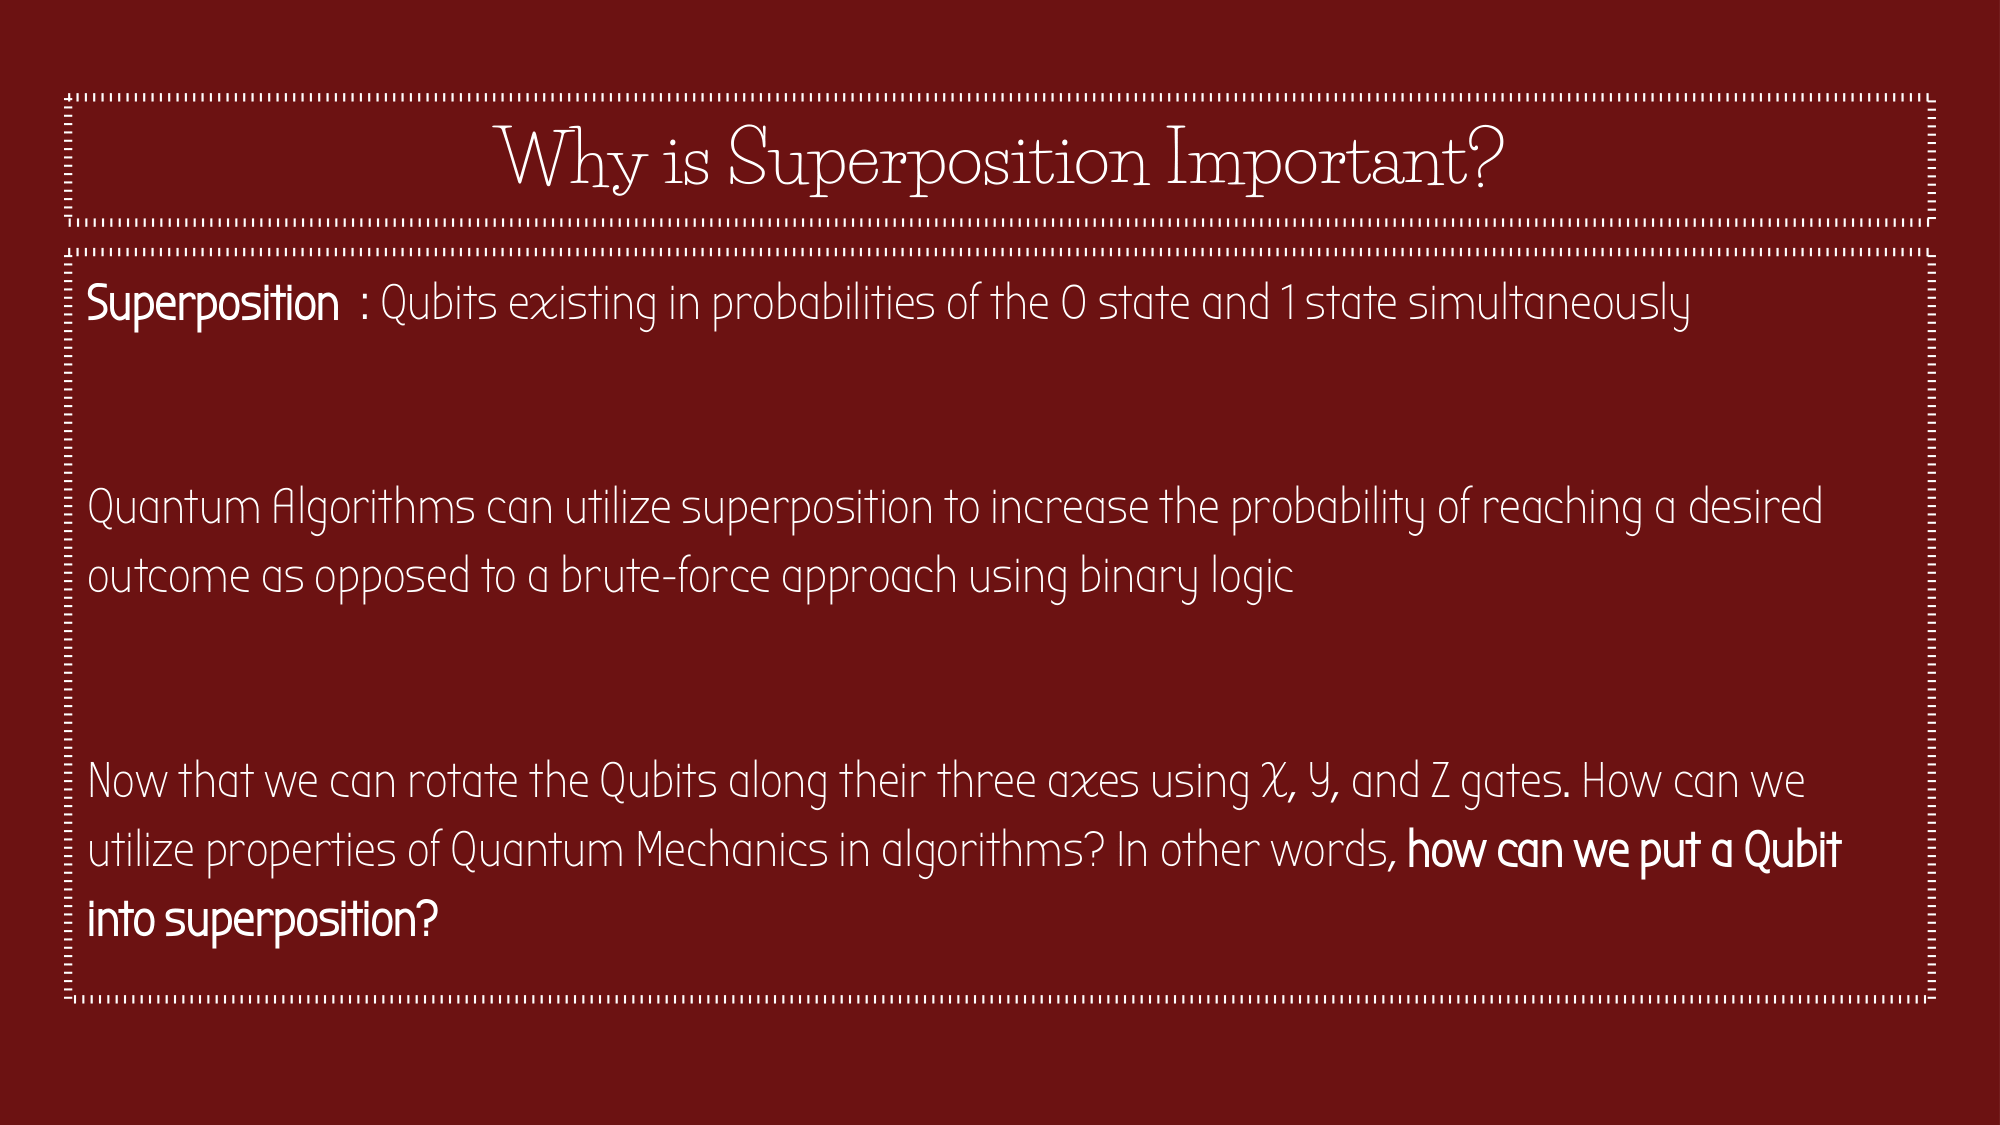 Why is Superposition Important?
Superposition : Qubits existing in probabilities of the 0 state and 1 state simultaneously
Quantum Algorithms can utilize superposition to increase the probability of reaching a desired
outcome as opposed to a brute-force approach using binary logic
Now that we can rotate the Qubits along their three axes using X, Y, and Z gates. How can we
utilize properties of Quantum Mechanics in algorithms? In other words, how can we put a Qubit
into superposition?